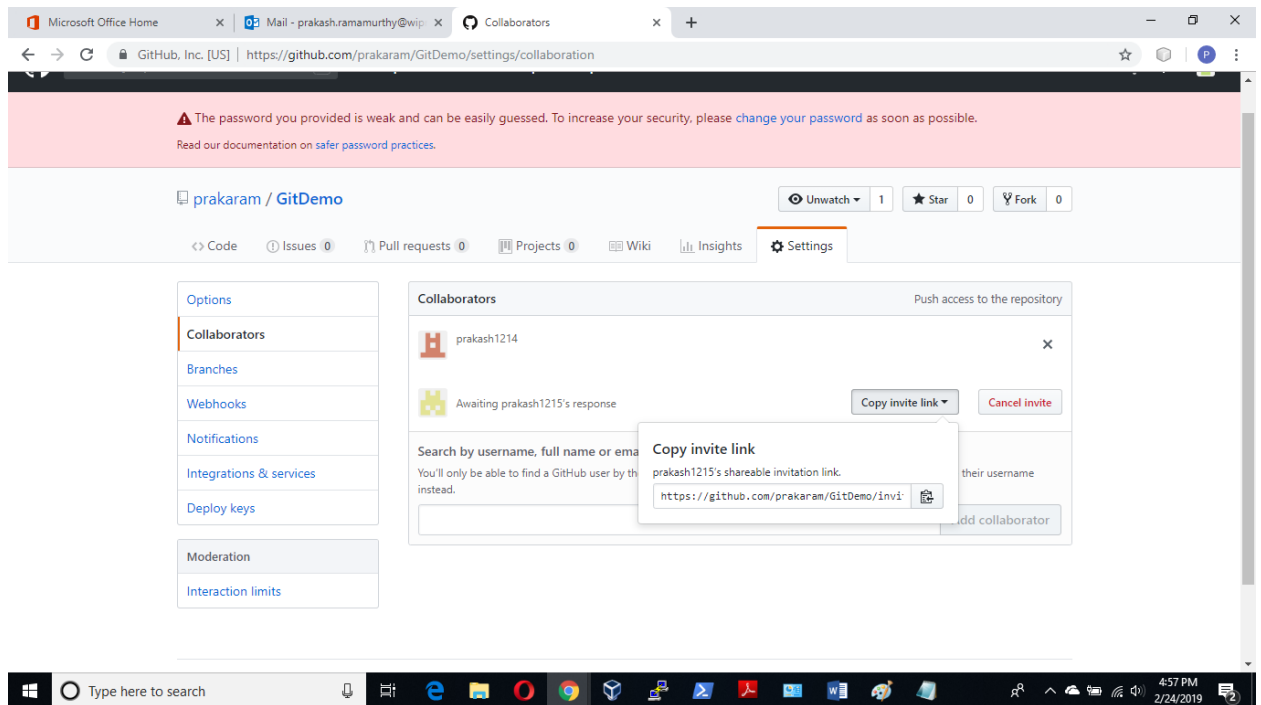 Microsoft Office Home
Mail - prakash.ramamurthy@wip
Collaborators
GitHub, Inc. [US] | https://github.com/prakaram/GitDemo/settings/collaboration
P
The password you provided is weak and can be easily guessed. To increase your security, please change your password as soon as possible.
Read our documentation on safer password practices.
prakaram / GitDemo
Unwatch 1 Star 0 Fork 0
Code Issues 0 Pull requests 0 Projects 0 Wiki Insights Settings
Options
Collaborators
Branches
Webhooks
Notifications
Integrations & services
Deploy keys
Moderation
Interaction limits
Collaborators Push access to the repository
prakash1214
Awaiting prakash1215's response Copy invite link Cancel invite
Search by username, full name or ema
You'll only be able to find a GitHub user by th their username
instead.
Copy invite link
prakash1215's shareable invitation link.
https://github.com/prakaram/GitDemo/invi
dd collaborator
Type here to search
4:57 PM
2/24/2019
2